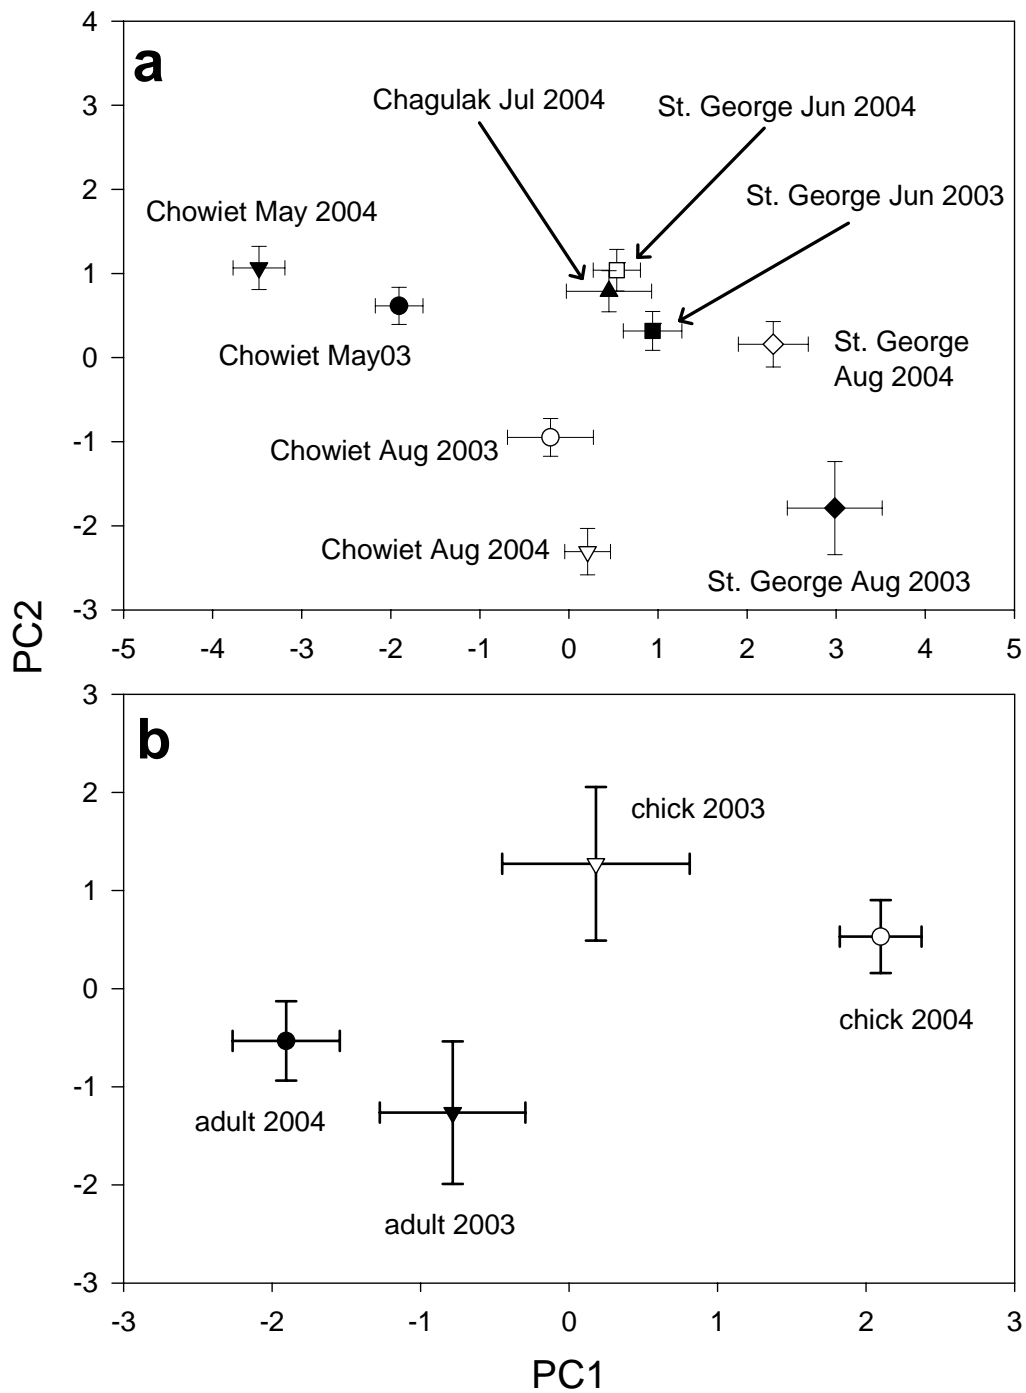 4
a
Chagulak Jul 2004
St. George Jun 2004
3
St. George Jun 2003
2
Chowiet May 2004
1
Chowiet May03
0
St. George
Aug 2004
Chowiet Aug 2003
-1
-2
Chowiet Aug 2004
St. George Aug 2003
-3
-5 -4 -3 -2 -1 0 1 2 3 4 5
PC2
3
b
2
chick 2003
1
0
chick 2004
-1
adult 2004
-2
adult 2003
-3
-3 -2 -1 0 1 2 3
PC1